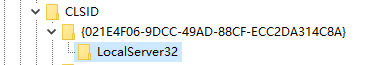 CLSID
{021E4F06-9DCC-49AD-88CF-ECC2DA314C8A}
LocalServer32